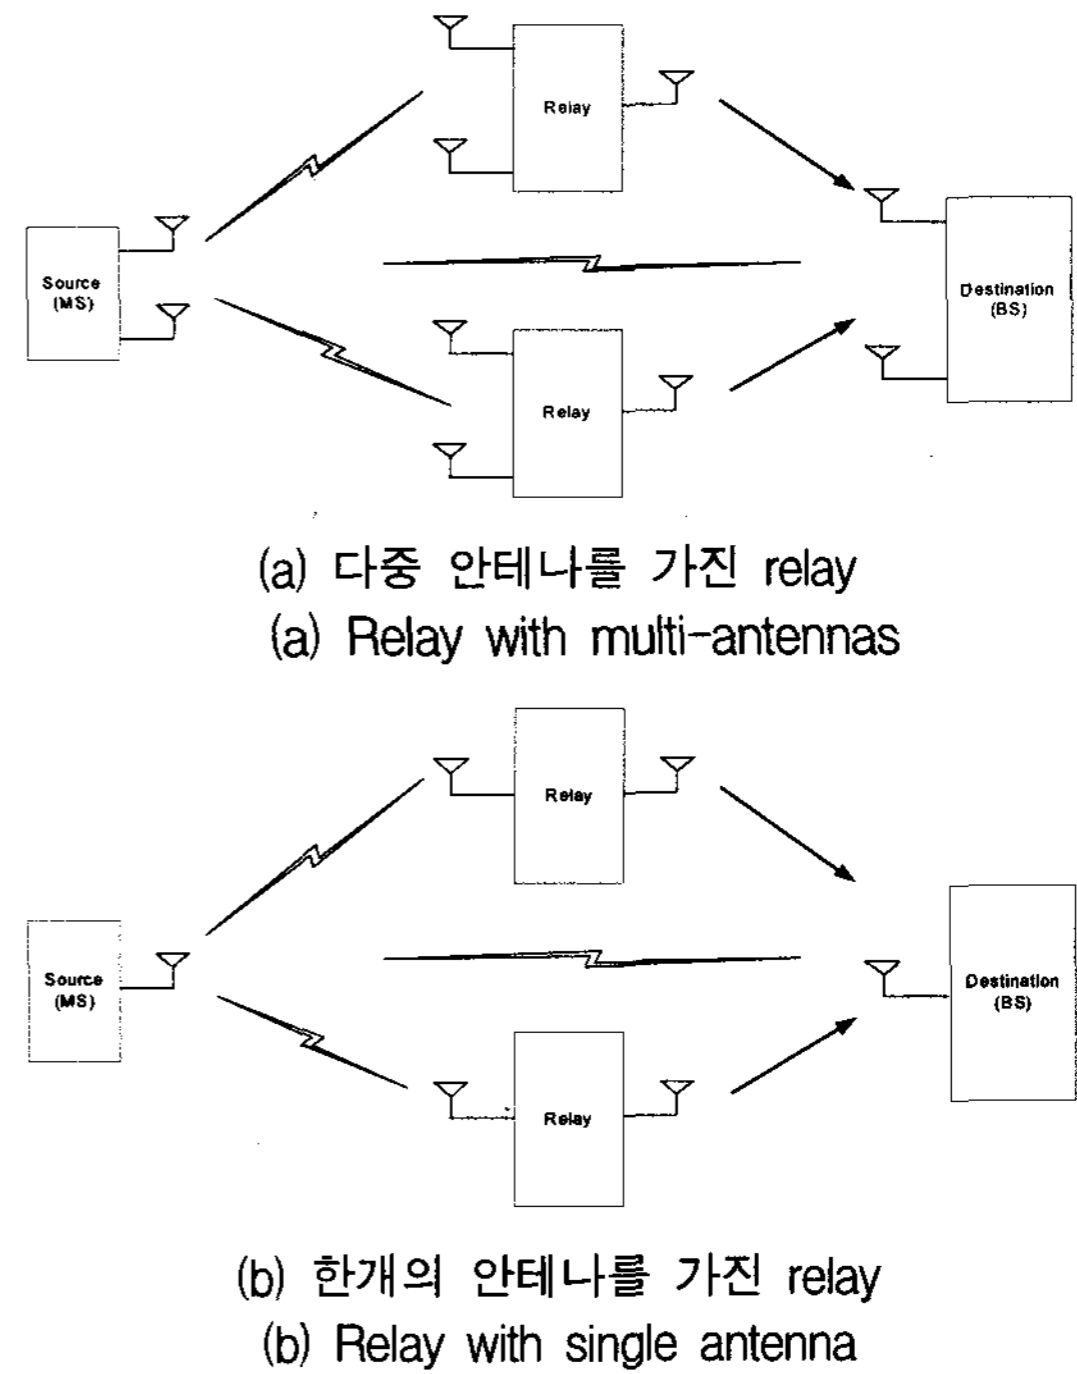 Relay
Source
(MS)
Destination
(BS)
Relay
(a) 다중 안테나를 가진 relay
(a) Relay with multi-antennas
Relay
Source
(MS)
Destination
(BS)
Relay
(b) 한개의 안테나를 가진 relay
(b) Relay with single antenna